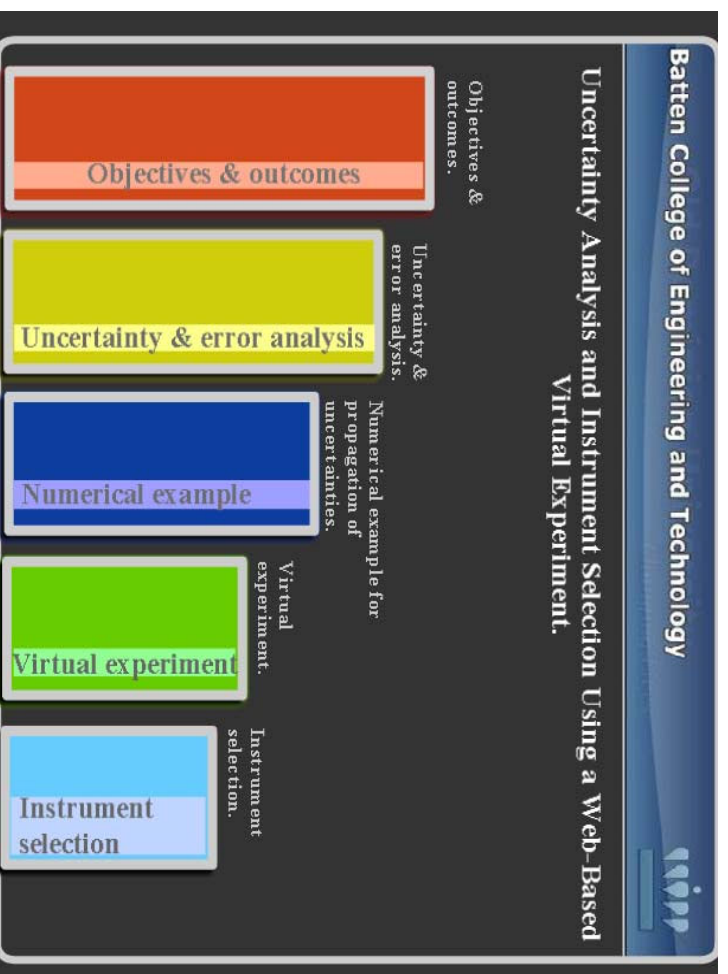 Batten College of Engineering and Technology
Uncertainty Analysis and Instrument Selection Using a Web-Based
Virtual Experiment.
Objectives &
outcomes.
Objectives & outcomes
Uncertainty &
error analysis.
Uncertainty & error analysis
Numerical example for
propagation of
uncertainties.
Numerical example
Virtual
experiment.
Virtual experiment
Instrument
selection.
Instrument
selection